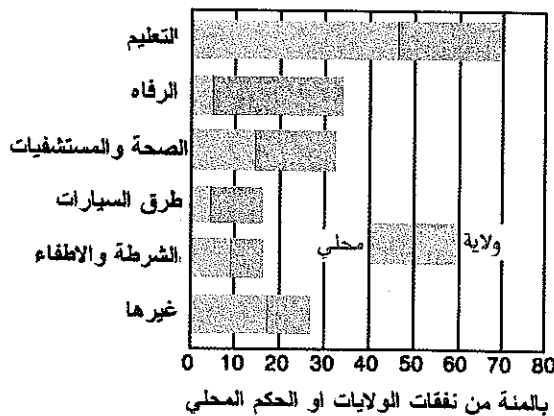 التعليم
الرفاه
الصحة والمستشفيات
طرق السيارات
الشرطة والاطفاء
غيرها
ولاية
محلي
0 10 20 30 40 50 60 70 80
بالمئة من نفقات الولايات او الحكم المحلي